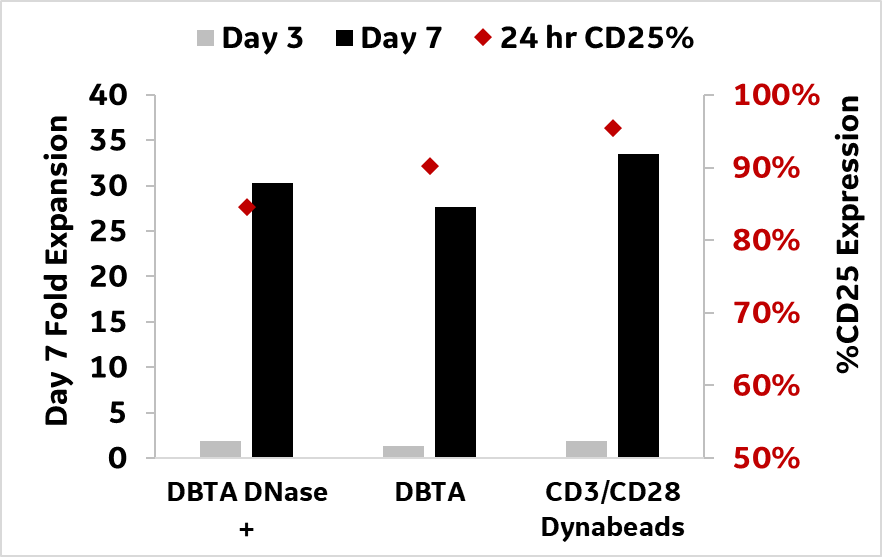 Day 3 Day 7 24 hr CD25%
Day 7 Fold Expansion
40
35
30
25
20
15
10
5
0
100%
90%
80%
70%
60%
50%
%CD25 Expression
DBTA DNase
+
DBTA
CD3/CD28
Dynabeads